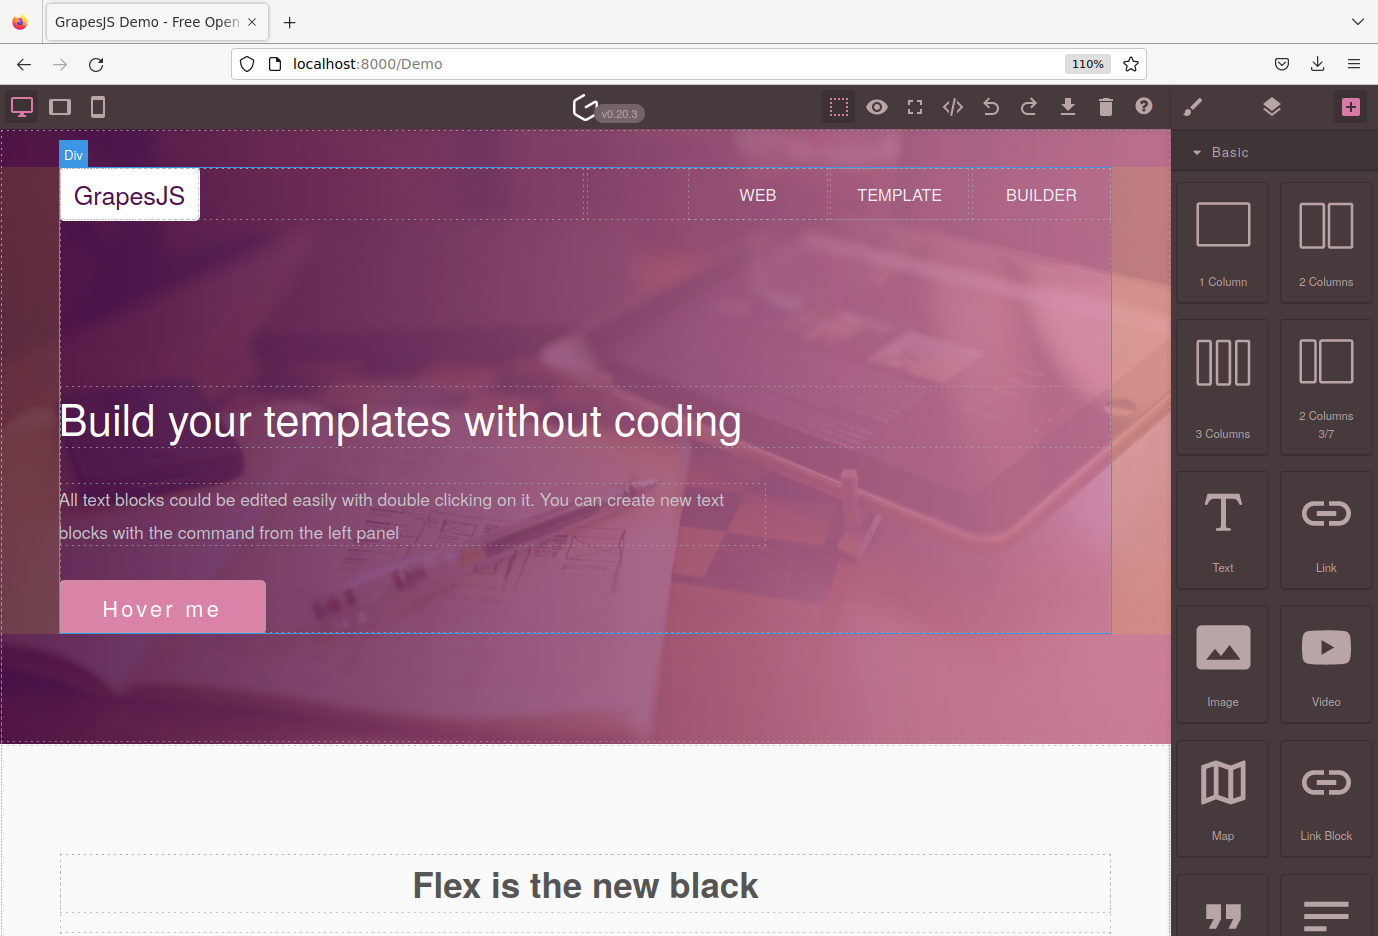 GrapesJS Demo - Free Open
localhost:8000/Demo
110%
v0.20.3
Basic
Div
GrapesJS
WEB
TEMPLATE
BUILDER
Build your templates without coding
All text blocks could be edited easily with double clicking on it. You can create new text
blocks with the command from the left panel
Hover me
Flex is the new black
1 Column
2 Columns
3 Columns
2 Columns
3/7
Text
Link
Image
Video
Map
Link Block